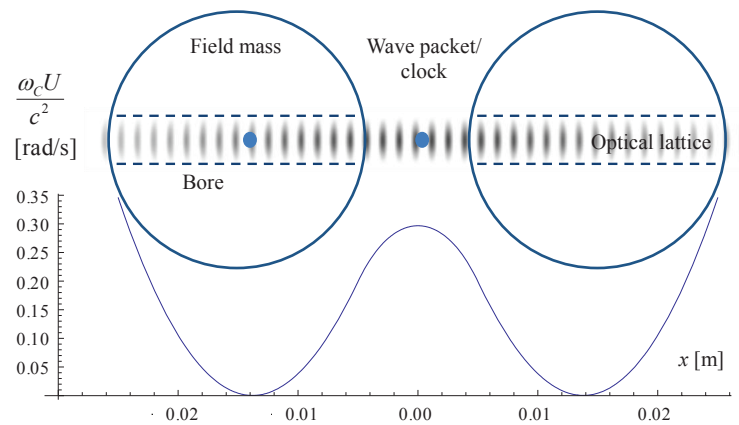 Field mass
Wave packet/
clock
ω_C U
c²
[rad/s]
Optical lattice
Bore
0.35
0.30
0.25
0.20
0.15
0.10
0.05
x [m]
0.02
0.01
0.00
0.01
0.02